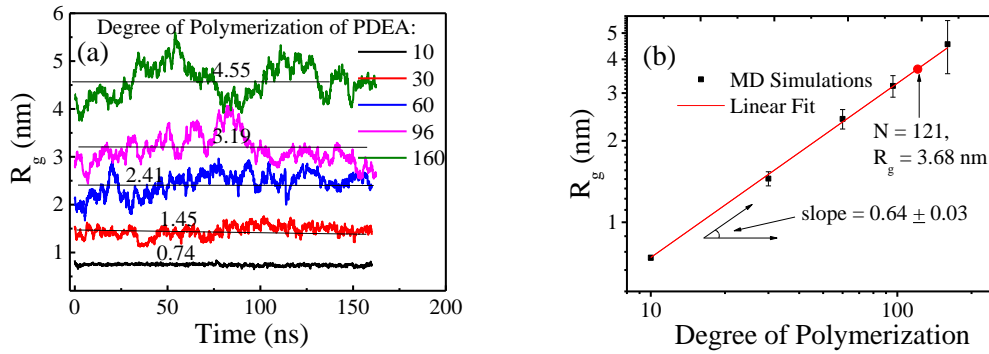 Degree of Polymerization of PDEA:
(a)
10
30
60
96
160
4.55
3.19
2.41
1.45
0.74
6
5
4
3
2
1
R_g (nm)
0 50 100 150 200
Time (ns)
(b)
MD Simulations
Linear Fit
N = 121,
R_g = 3.68 nm
slope = 0.64 ± 0.03
5
4
3
2
1
R_g (nm)
10 100
Degree of Polymerization